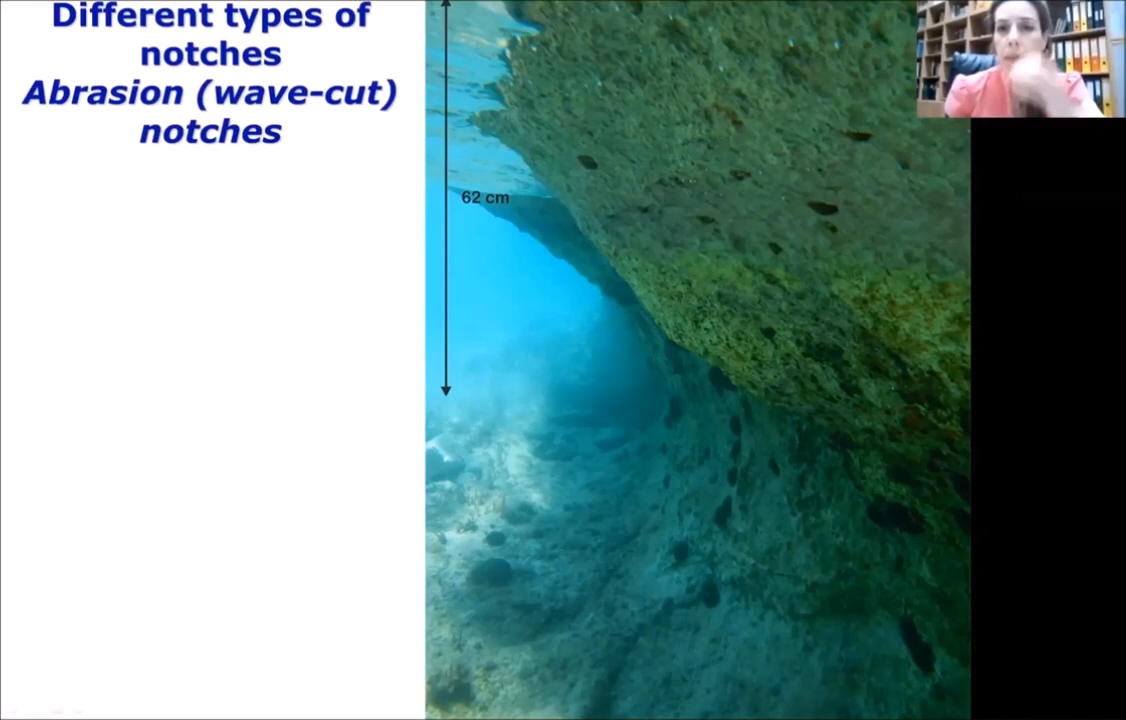 Different types of
notches
Abrasion (wave-cut)
notches
62 cm